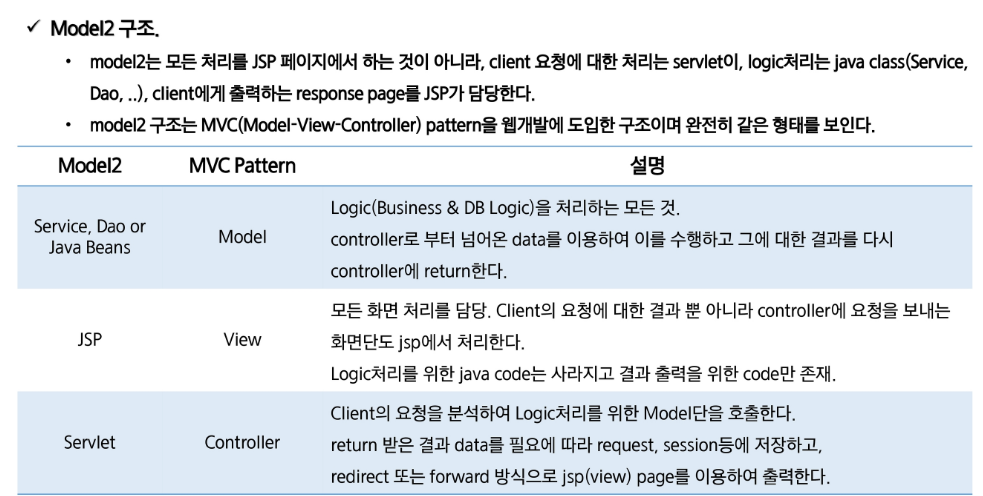 ✓ Model2 구조.
• model2는 모든 처리를 JSP 페이지에서 하는 것이 아니라, client 요청에 대한 처리는 servlet이, logic처리는 java class(Service,
Dao, ..), client에게 출력하는 response page를 JSP가 담당한다.
• model2 구조는 MVC(Model-View-Controller) pattern을 웹개발에 도입한 구조이며 완전히 같은 형태를 보인다.
Model2 MVC Pattern 설명
Service, Dao or
Java Beans
Model
Logic(Business & DB Logic)을 처리하는 모든 것.
controller로 부터 넘어온 data를 이용하여 이를 수행하고 그에 대한 결과를 다시
controller에 return한다.
JSP
View
모든 화면 처리를 담당. Client의 요청에 대한 결과 뿐 아니라 controller에 요청을 보내는
화면단도 jsp에서 처리한다.
Logic처리를 위한 java code는 사라지고 결과 출력을 위한 code만 존재.
Servlet
Controller
Client의 요청을 분석하여 Logic처리를 위한 Model단을 호출한다.
return 받은 결과 data를 필요에 따라 request, session등에 저장하고,
redirect 또는 forward 방식으로 jsp(view) page를 이용하여 출력한다.